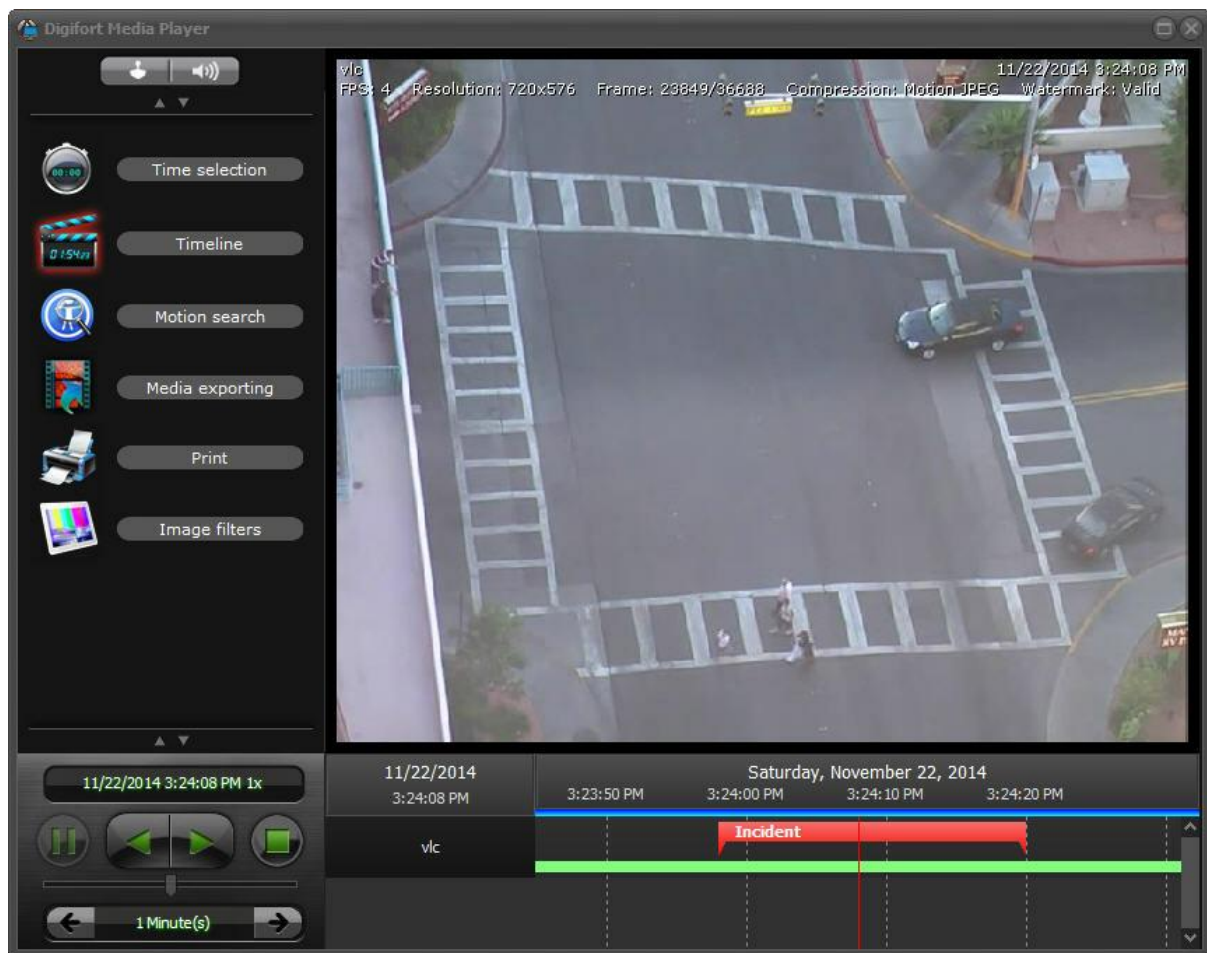 Digifort Media Player
vlc
11/22/2014 3:24:08 PM
FPS: 4 Resolution: 720x576 Frame: 23849/36688 Compression: Motion JPEG Watermark: Valid
00:00
Time selection
Timeline
Motion search
Media exporting
Print
Image filters
11/22/2014 3:24:08 PM 1x
1 Minute(s)
11/22/2014
3:24:08 PM
Saturday, November 22, 2014
3:23:50 PM 3:24:00 PM 3:24:10 PM 3:24:20 PM
vlc
Incident